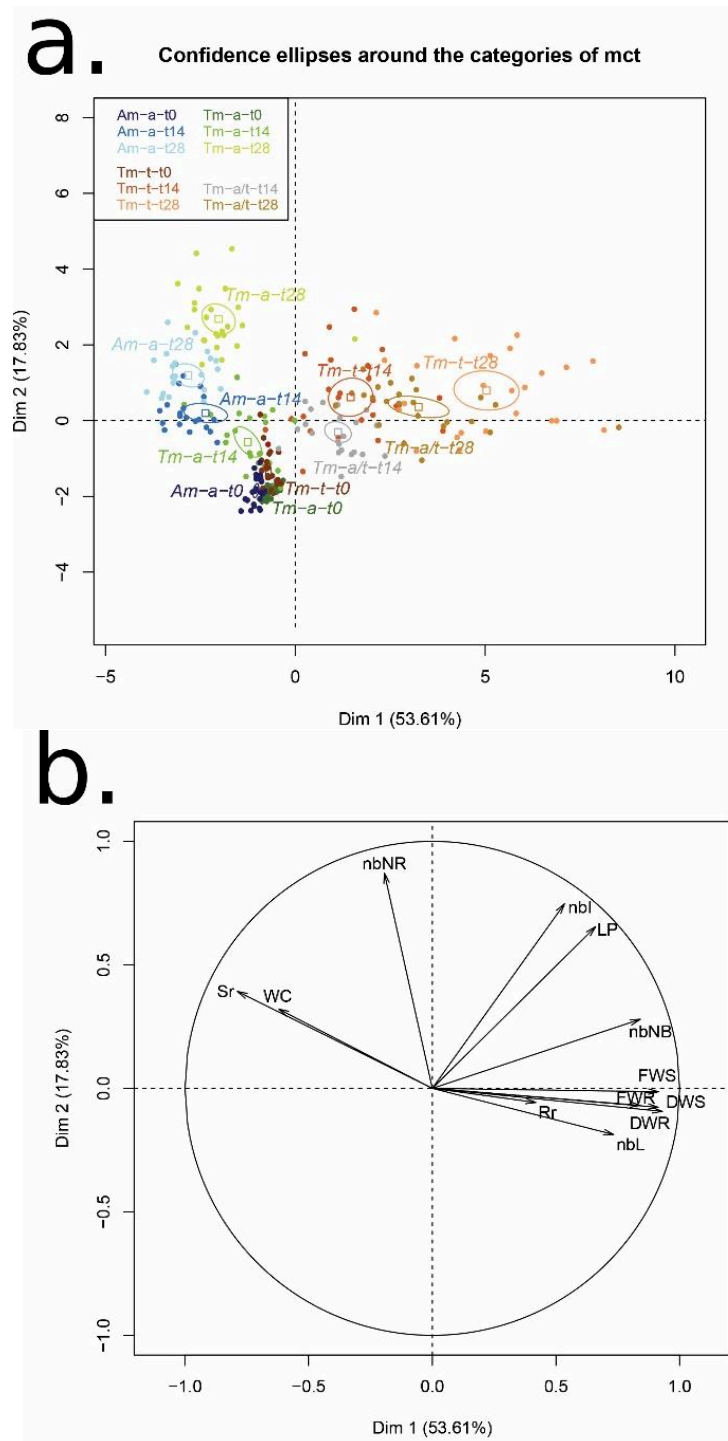 a.
Confidence ellipses around the categories of mct
Am-a-t0 Tm-a-t0
Am-a-t14 Tm-a-t14
Am-a-t28 Tm-a-t28
Tm-t-t0
Tm-t-t14 Tm-a/t-t14
Tm-t-t28 Tm-a/t-t28
8
6
4
2
0
−2
−4
Dim 2 (17.83%)
Tm−a−t28
Am−a−t28
Tm−t−t14
Tm−t−t28
Am−a−t14
Tm−a−t14
Tm−a/t−t28
Tm−a/t−t14
Am−a−t0
Tm−t−t0
Tm−a−t0
−5 0 5 10
Dim 1 (53.61%)
b.
1.0
0.5
0.0
−0.5
−1.0
Dim 2 (17.83%)
nbNR
nbI
LP
Sr
WC
nbNB
FWS
FWR
DWS
Rr
DWR
nbL
−1.0 −0.5 0.0 0.5 1.0
Dim 1 (53.61%)